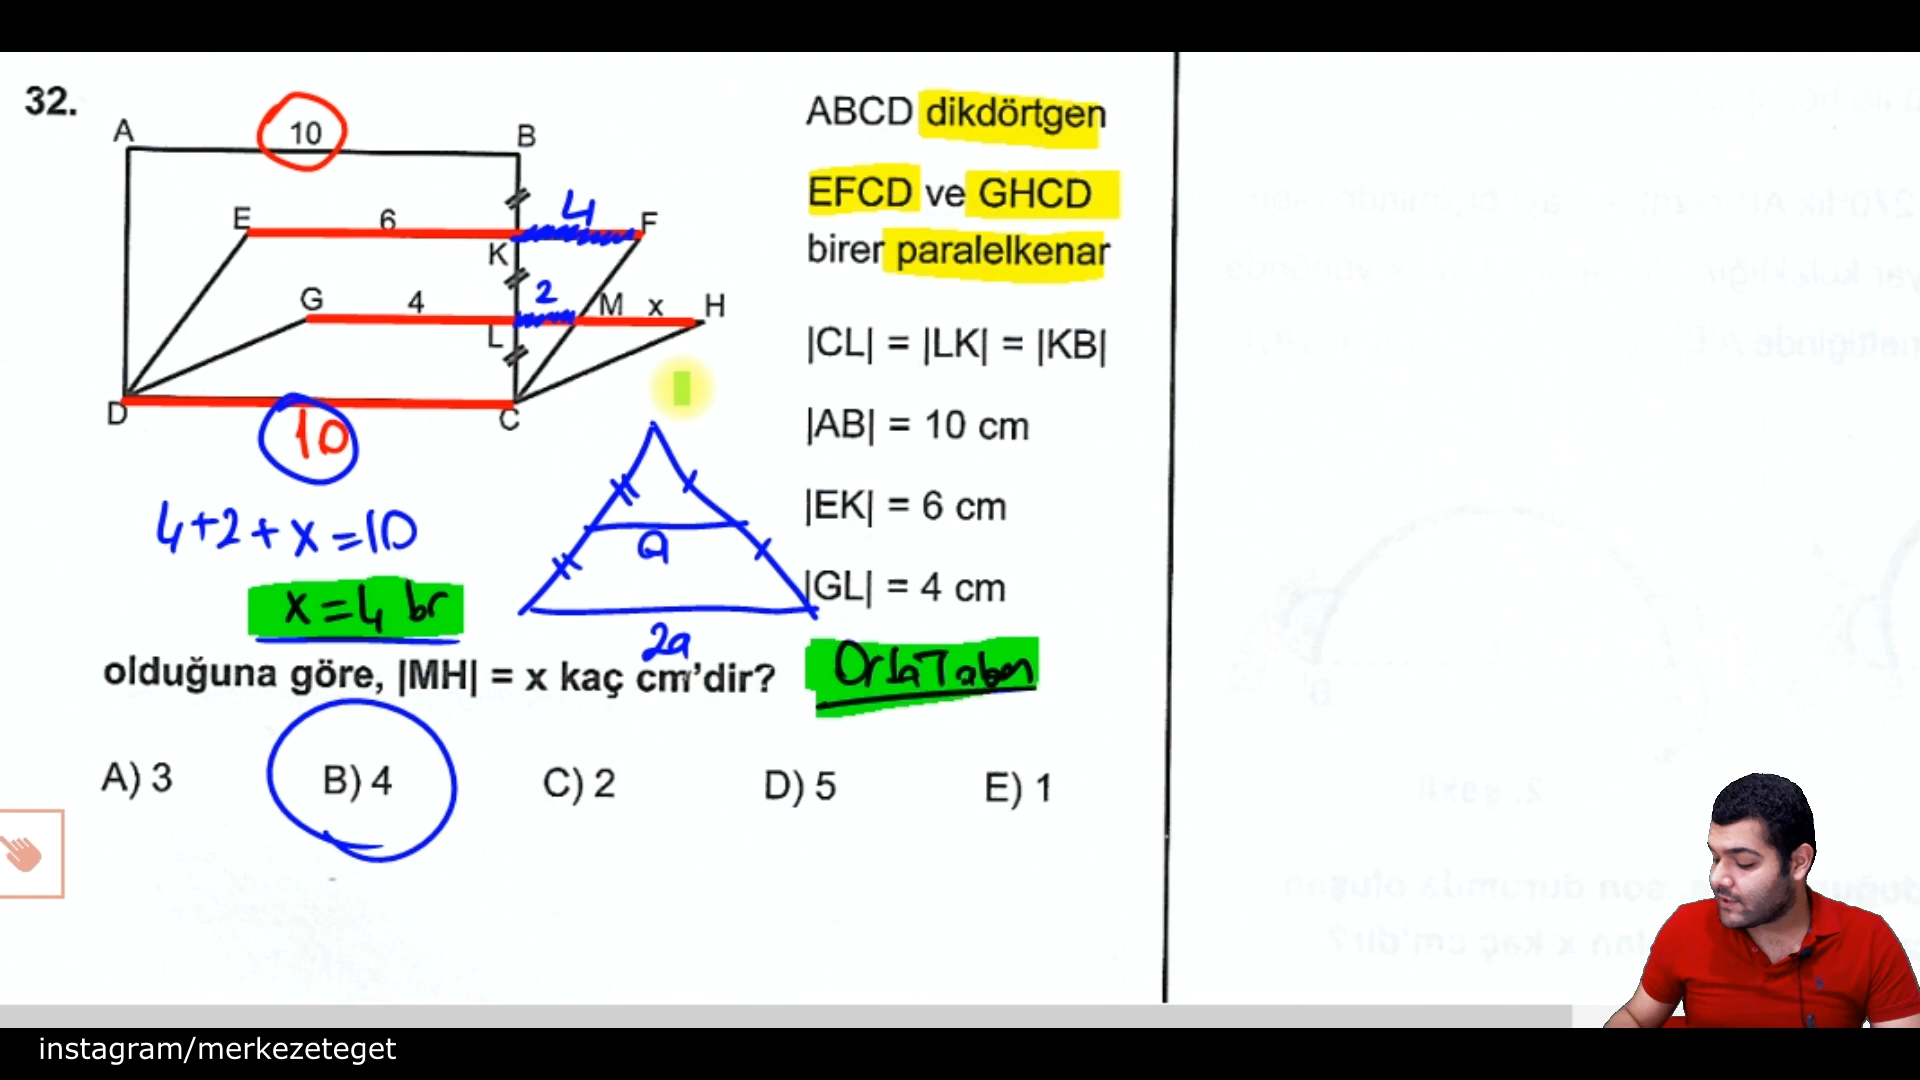 32.
A
10
B
E
6
4
F
K
G
4
2
M
x
H
L
D
10
C
4+2+x=10
x=4 br
a
2a
ABCD dikdörtgen
EFCD ve GHCD
birer paralelkenar
|CL| = |LK| = |KB|
|AB| = 10 cm
|EK| = 6 cm
|GL| = 4 cm
OrtaTaban
olduğuna göre, |MH| = x kaç cm'dir?
A) 3
B) 4
C) 2
D) 5
E) 1
instagram/merkezeteget